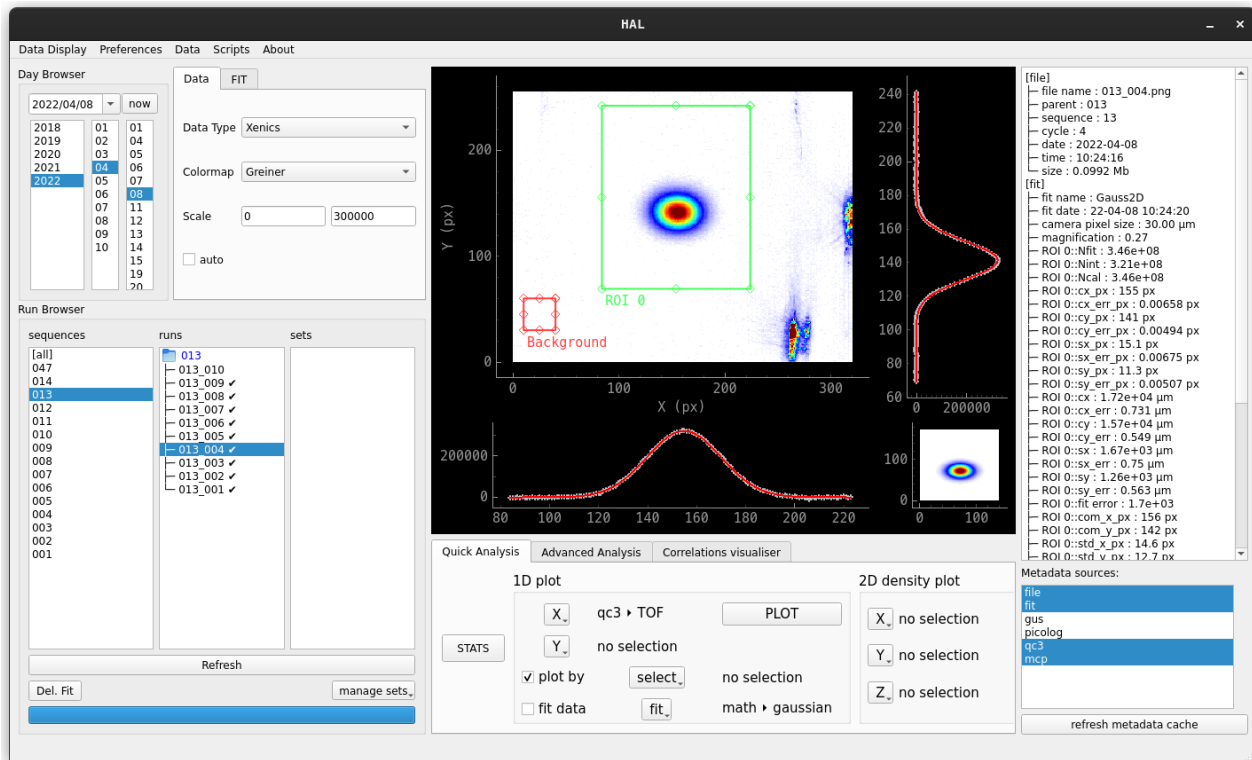 HAL
Data Display Preferences Data Scripts About
Day Browser
2022/04/08 now
2018
2019
2020
2021
2022
01
02
03
04
05
06
07
08
09
10
01
04
05
06
07
08
11
12
13
14
15
19
20
Data FIT
Data Type Xenics
Colormap Greiner
Scale 0 300000
auto
Run Browser
sequences
[all]
047
014
013
012
011
010
009
008
007
006
005
004
003
002
001
runs
013
013_010
013_009 ✔
013_008 ✔
013_007 ✔
013_006 ✔
013_005 ✔
013_004 ✔
013_003 ✔
013_002 ✔
013_001 ✔
sets
Refresh
Del. Fit manage sets
Y (px)
200
100
0
ROI 0
Background
0 100 200 300
X (px)
240
220
200
180
160
140
120
100
80
60
0 200000
200000
0
80 100 120 140 160 180 200 220
100
0
0 100
Quick Analysis Advanced Analysis Correlations visualiser
STATS
1D plot
X qc3 ▸ TOF PLOT
Y no selection
plot by select no selection
fit data fit math ▸ gaussian
2D density plot
X no selection
Y no selection
Z no selection
[file]
file name : 013_004.png
parent : 013
sequence : 13
cycle : 4
date : 2022-04-08
time : 10:24:16
size : 0.0992 Mb
[fit]
fit name : Gauss2D
fit date : 22-04-08 10:24:20
camera pixel size : 30.00 μm
magnification : 0.27
ROI 0::Nfit : 3.46e+08
ROI 0::Nint : 3.21e+08
ROI 0::Ncal : 3.46e+08
ROI 0::cx_px : 155 px
ROI 0::cx_err_px : 0.00658 px
ROI 0::cy_px : 141 px
ROI 0::cy_err_px : 0.00494 px
ROI 0::sx_px : 15.1 px
ROI 0::sx_err_px : 0.00675 px
ROI 0::sy_px : 11.3 px
ROI 0::sy_err_px : 0.00507 px
ROI 0::cx : 1.72e+04 μm
ROI 0::cx_err : 0.731 μm
ROI 0::cy : 1.57e+04 μm
ROI 0::cy_err : 0.549 μm
ROI 0::sx : 1.67e+03 μm
ROI 0::sx_err : 0.75 μm
ROI 0::sy : 1.26e+03 μm
ROI 0::sy_err : 0.563 μm
ROI 0::fit error : 1.7e+03
ROI 0::com_x_px : 156 px
ROI 0::com_y_px : 142 px
ROI 0::std_x_px : 14.6 px
ROI 0::std_y_px : 12.7 px
Metadata sources:
file
fit
gus
picolog
qc3
mcp
refresh metadata cache